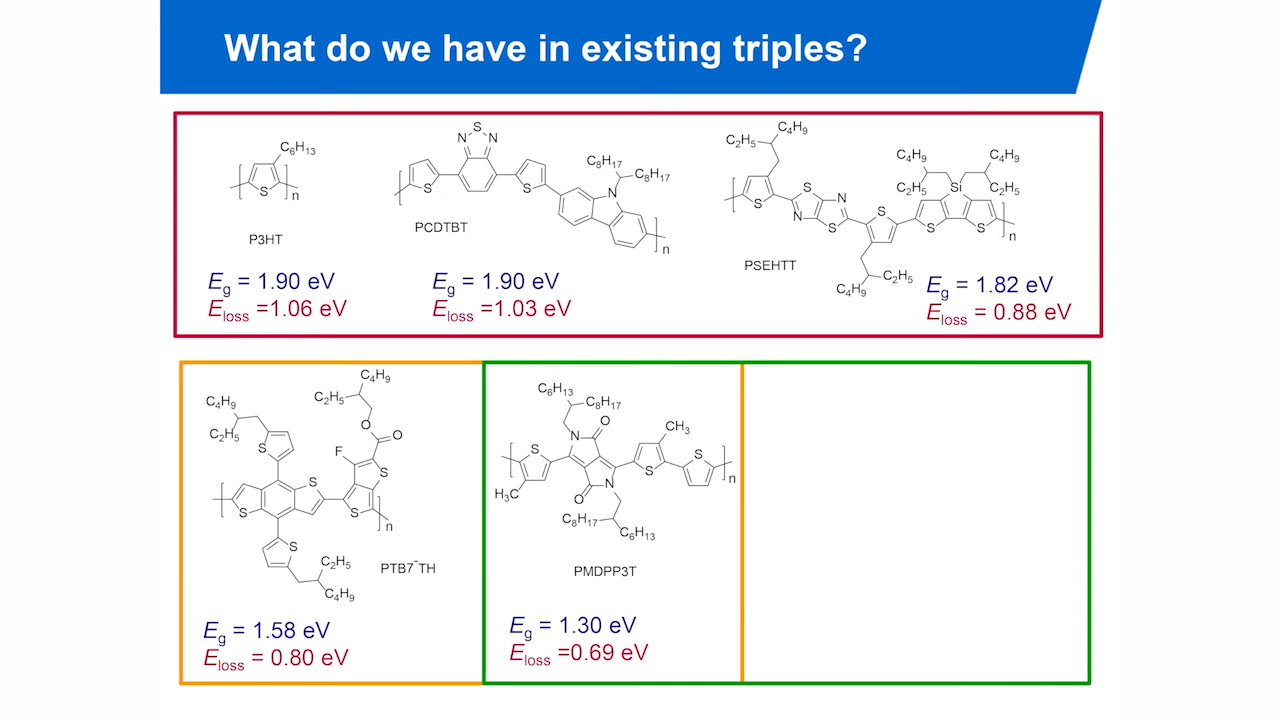 What do we have in existing triples?
C6H13
S
n
P3HT
Eg = 1.90 eV
Eloss =1.06 eV
S
N N
S
S
C8H17
C8H17
N
n
PCDTBT
Eg = 1.90 eV
Eloss =1.03 eV
C4H9
C2H5
S
S
N
N
S
S
C4H9
C2H5
C4H9
C2H5
Si
S
S
n
C2H5
C4H9
PSEHTT
Eg = 1.82 eV
Eloss = 0.88 eV
C4H9
C2H5
C4H9
C2H5
S
O
O
F
S
S
S
S
n
S
C2H5
C4H9
PTB7-TH
Eg = 1.58 eV
Eloss = 0.80 eV
C6H13
C8H17
N
O
CH3
S
S
S
n
H3C
O
N
C8H17
C6H13
PMDPP3T
Eg = 1.30 eV
Eloss =0.69 eV